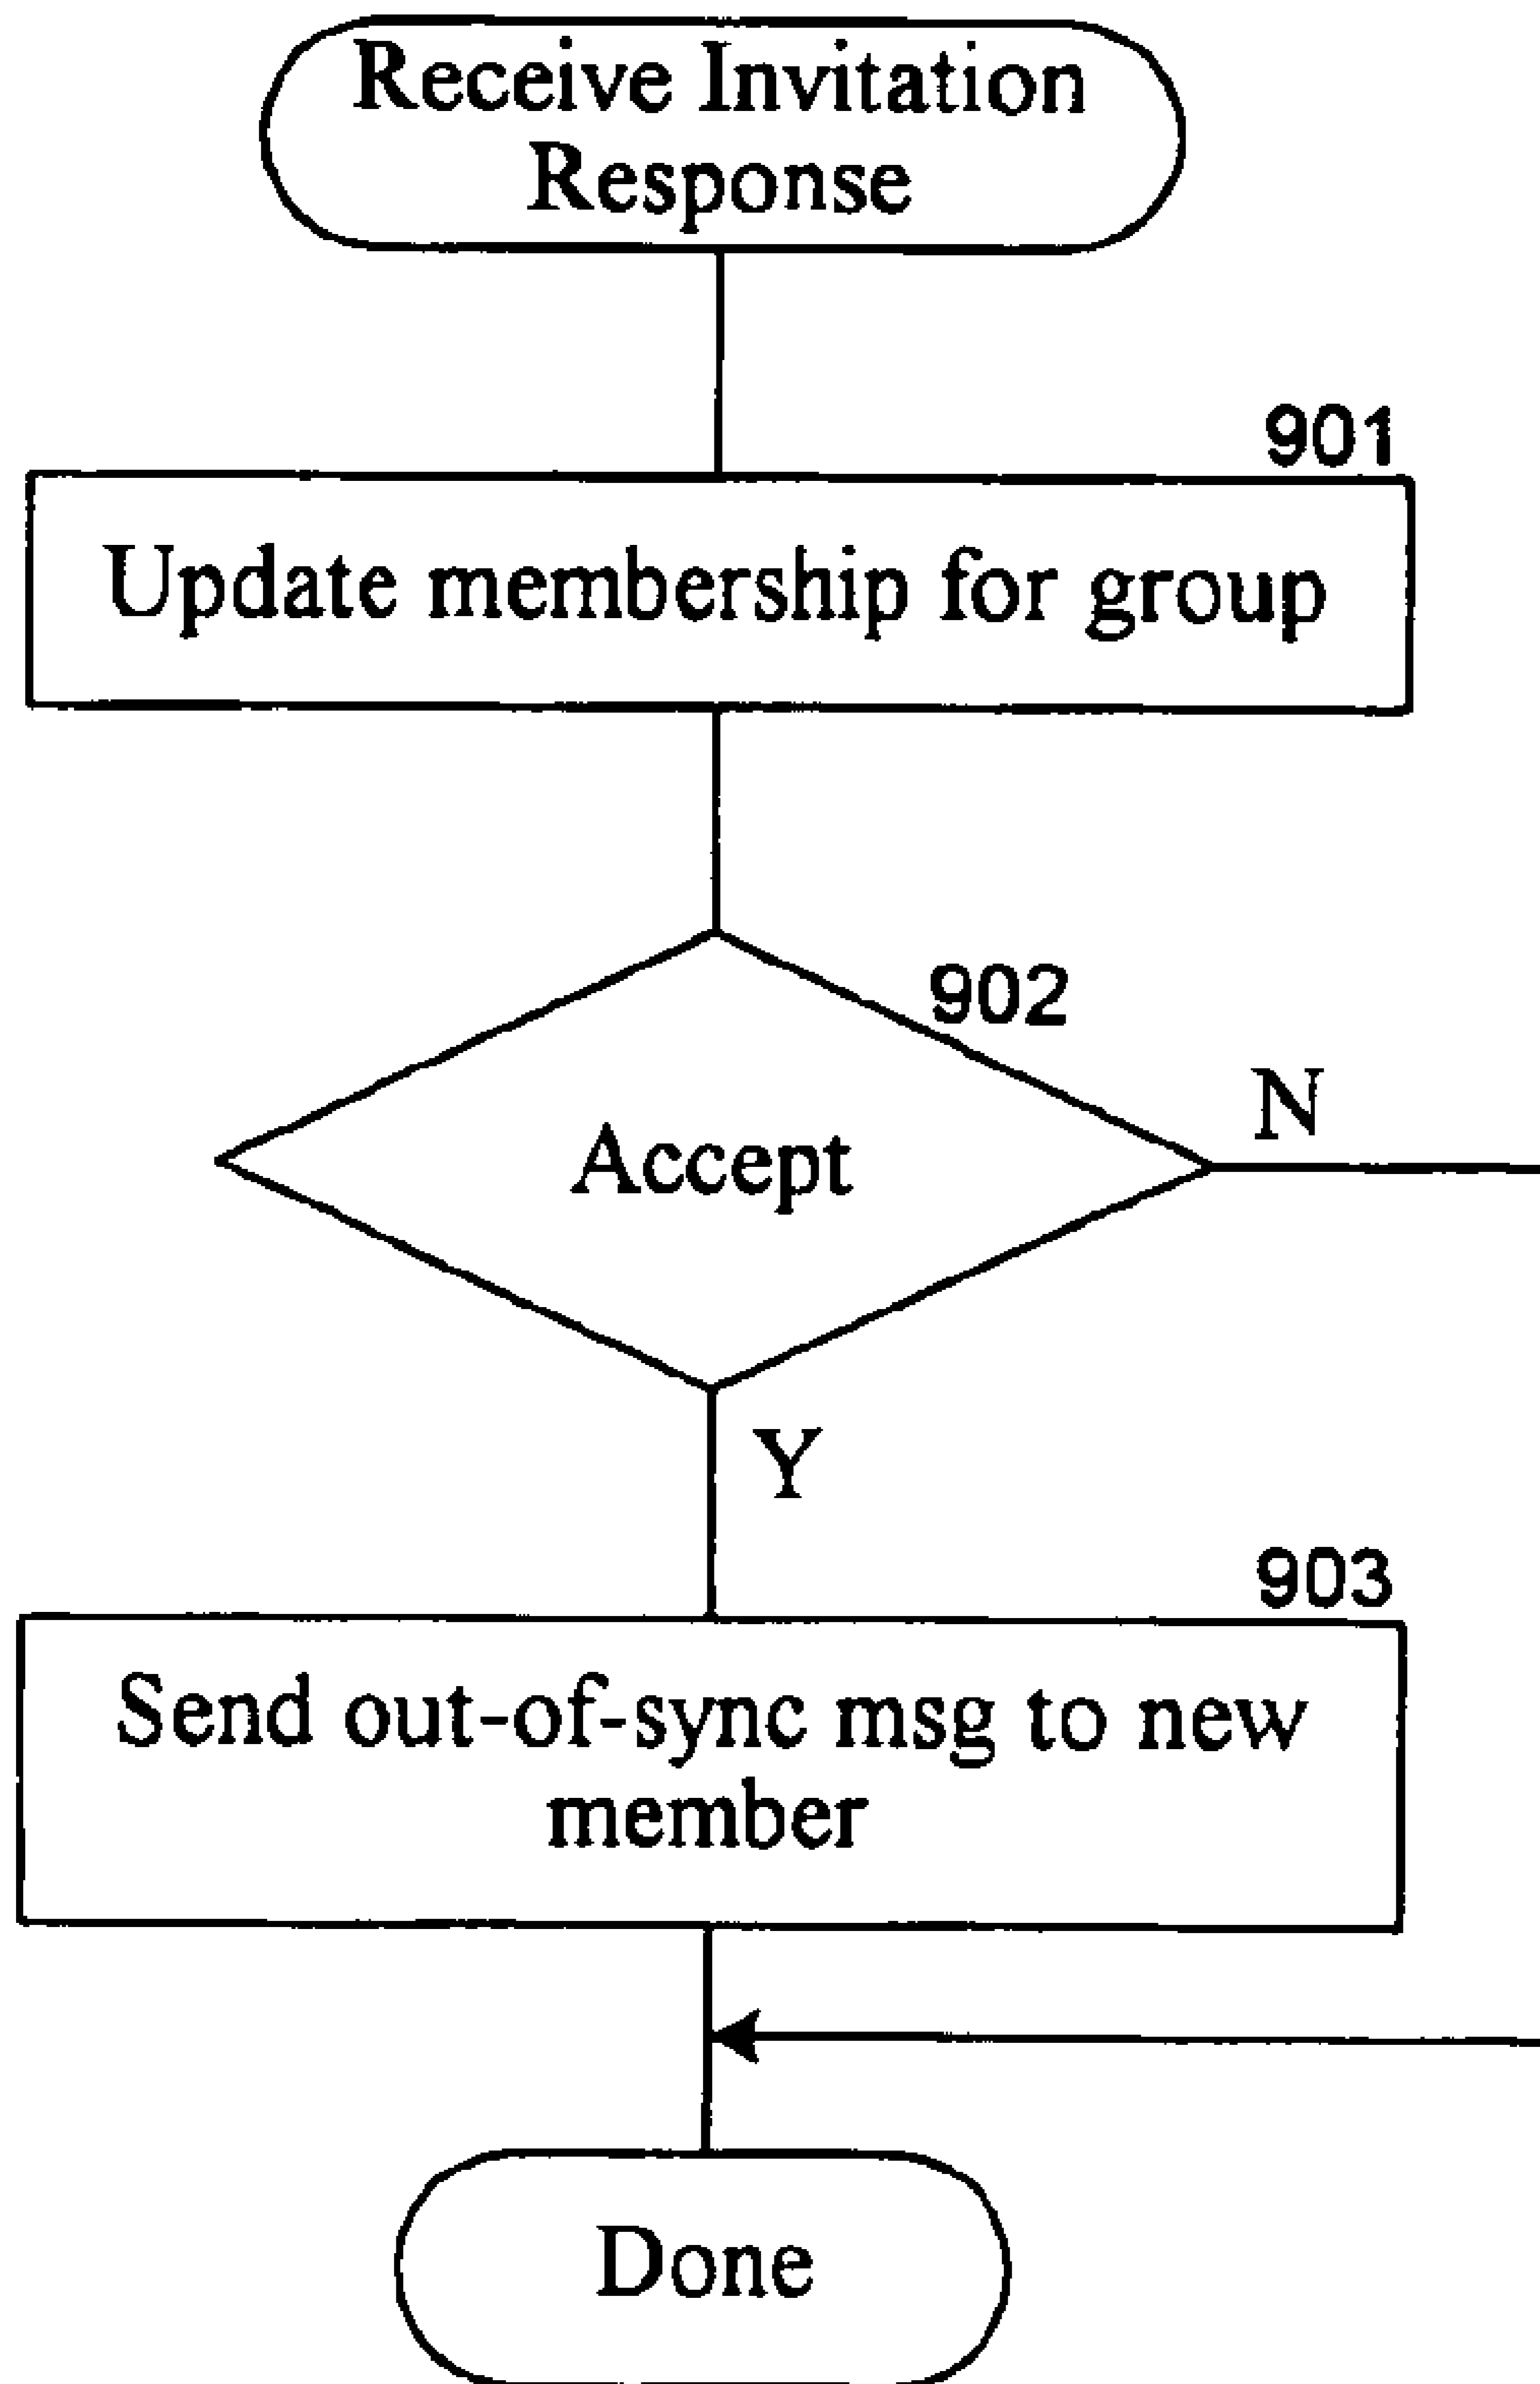 Receive Invitation
Response
901
Update membership for group
902
Accept
N
Y
903
Send out-of-sync msg to new
member
Done